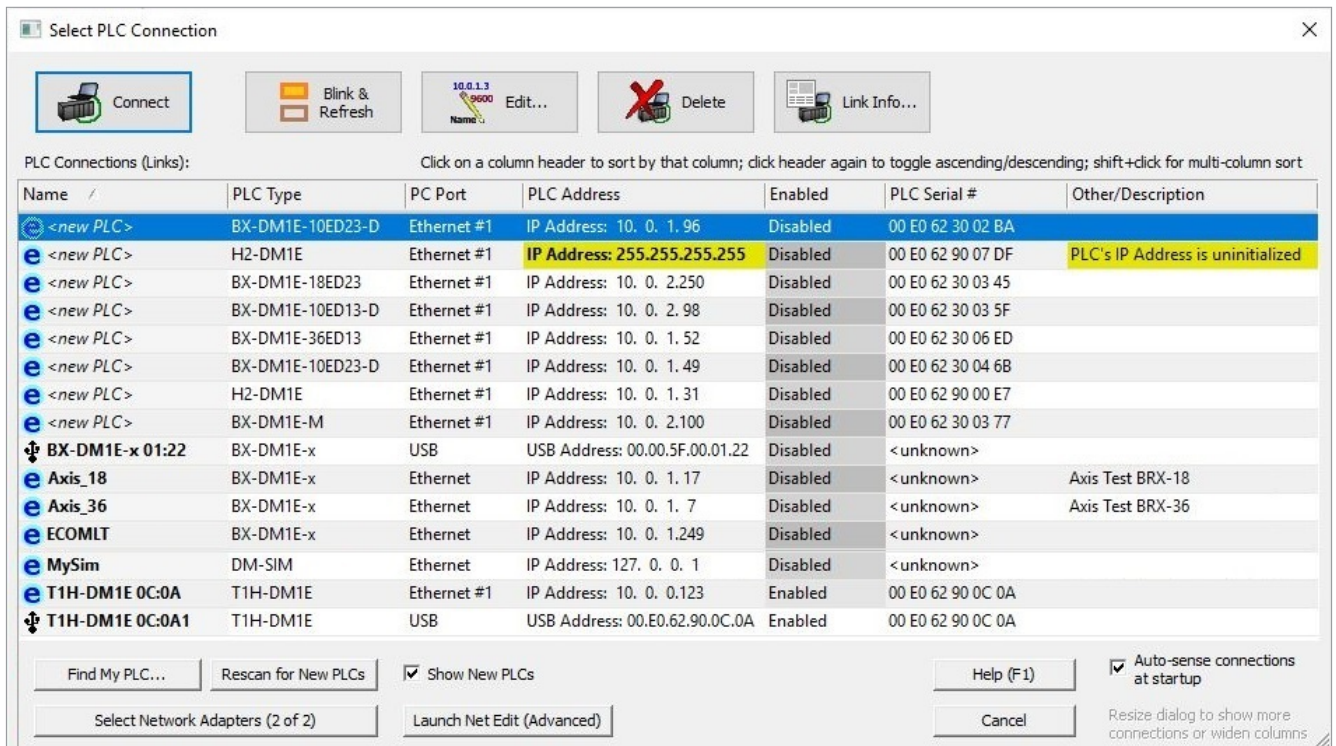 Select PLC Connection
Connect
Blink &
Refresh
10.0.1.3
9600
Name
Edit...
Delete
Link Info...
PLC Connections (Links): Click on a column header to sort by that column; click header again to toggle ascending/descending; shift+click for multi-column sort
Name PLC Type PC Port PLC Address Enabled PLC Serial # Other/Description
<new PLC> BX-DM1E-10ED23-D Ethernet #1 IP Address: 10. 0. 1. 96 Disabled 00 E0 62 30 02 BA
<new PLC> H2-DM1E Ethernet #1 IP Address: 255.255.255.255 Disabled 00 E0 62 90 07 DF PLC's IP Address is uninitialized
<new PLC> BX-DM1E-18ED23 Ethernet #1 IP Address: 10. 0. 2.250 Disabled 00 E0 62 30 03 45
<new PLC> BX-DM1E-10ED13-D Ethernet #1 IP Address: 10. 0. 2. 98 Disabled 00 E0 62 30 03 5F
<new PLC> BX-DM1E-36ED13 Ethernet #1 IP Address: 10. 0. 1. 52 Disabled 00 E0 62 30 06 ED
<new PLC> BX-DM1E-10ED23-D Ethernet #1 IP Address: 10. 0. 1. 49 Disabled 00 E0 62 30 04 6B
<new PLC> H2-DM1E Ethernet #1 IP Address: 10. 0. 1. 31 Disabled 00 E0 62 90 00 E7
<new PLC> BX-DM1E-M Ethernet #1 IP Address: 10. 0. 2.100 Disabled 00 E0 62 30 03 77
BX-DM1E-x 01:22 BX-DM1E-x USB USB Address: 00.00.5F.00.01.22 Disabled <unknown>
Axis_18 BX-DM1E-x Ethernet IP Address: 10. 0. 1. 17 Disabled <unknown> Axis Test BRX-18
Axis_36 BX-DM1E-x Ethernet IP Address: 10. 0. 1. 7 Disabled <unknown> Axis Test BRX-36
ECOMLT BX-DM1E-x Ethernet IP Address: 10. 0. 1.249 Disabled <unknown>
MySim DM-SIM Ethernet IP Address: 127. 0. 0. 1 Disabled <unknown>
T1H-DM1E 0C:0A T1H-DM1E Ethernet #1 IP Address: 10. 0. 0.123 Enabled 00 E0 62 90 0C 0A
T1H-DM1E 0C:0A1 T1H-DM1E USB USB Address: 00.E0.62.90.0C.0A Enabled 00 E0 62 90 0C 0A
Find My PLC... Rescan for New PLCs Show New PLCs Help (F1) Auto-sense connections
at startup
Select Network Adapters (2 of 2) Launch Net Edit (Advanced) Cancel Resize dialog to show more
connections or widen columns